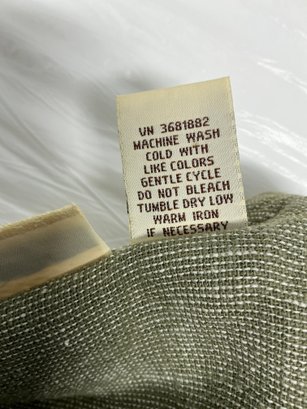 VN 3681882
MACHINE WASH
COLD WITH
LIKE COLORS
GENTLE CYCLE
DO NOT BLEACH
TUMBLE DRY LOW
WARM IRON
IF NECESSARY